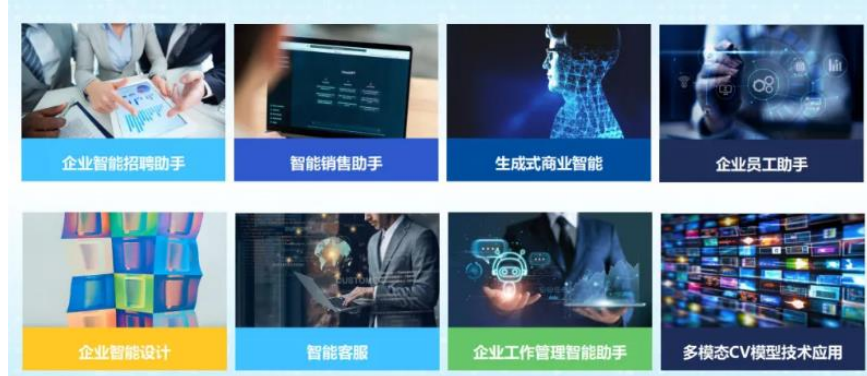 企业智能招聘助手
智能销售助手
生成式商业智能
企业员工助手
企业智能设计
智能客服
企业工作管理智能助手
多模态CV模型技术应用